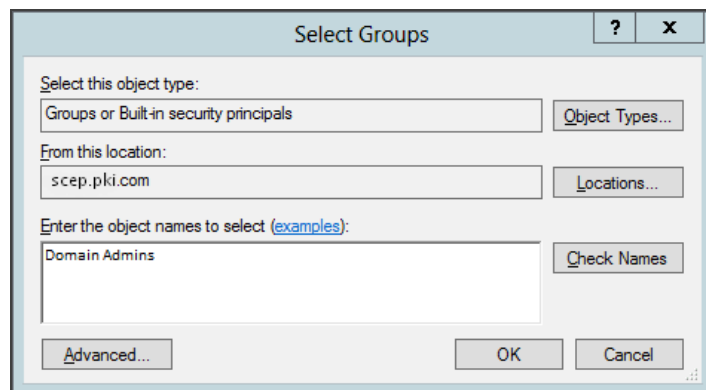 Select Groups
? x
Select this object type:
Groups or Built-in security principals
Object Types...
From this location:
scep.pki.com
Locations...
Enter the object names to select (examples):
Domain Admins
Check Names
Advanced...
OK
Cancel